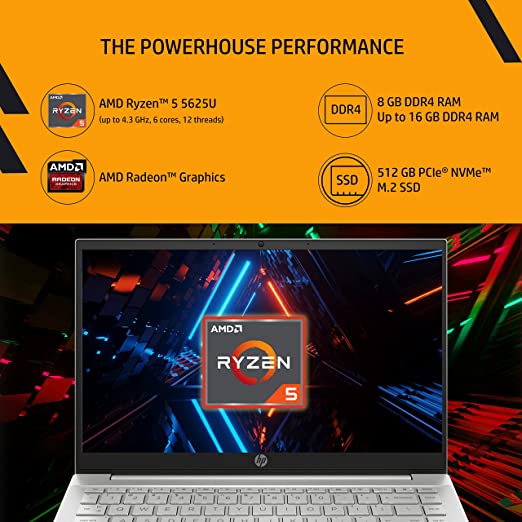 THE POWERHOUSE PERFORMANCE
AMD
RYZEN
5
AMD Ryzen™ 5 5625U
(up to 4.3 GHz, 6 cores, 12 threads)
DDR4
8 GB DDR4 RAM
Up to 16 GB DDR4 RAM
AMD
RADEON
GRAPHICS
AMD Radeon™ Graphics
SSD
512 GB PCIe® NVMe™
M.2 SSD
AMD
RYZEN
5
hp